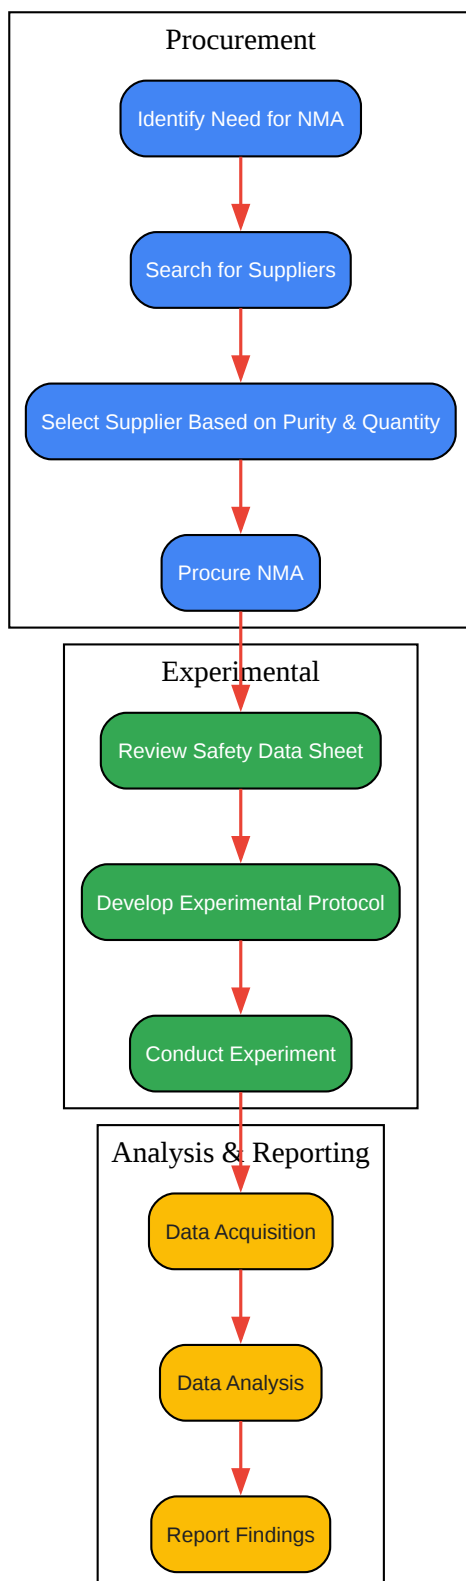 Procurement
Identify Need for NMA
Search for Suppliers
Select Supplier Based on Purity & Quantity
Procure NMA
Experimental
Review Safety Data Sheet
Develop Experimental Protocol
Conduct Experiment
Analysis & Reporting
Data Acquisition
Data Analysis
Report Findings